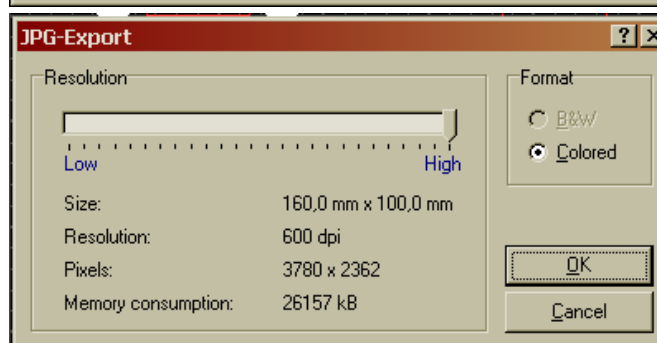 JPG-Export
Resolution
Low High
Size: 160,0 mm x 100,0 mm
Resolution: 600 dpi
Pixels: 3780 x 2362
Memory consumption: 26157 kB
Format
B&W
Colored
OK
Cancel